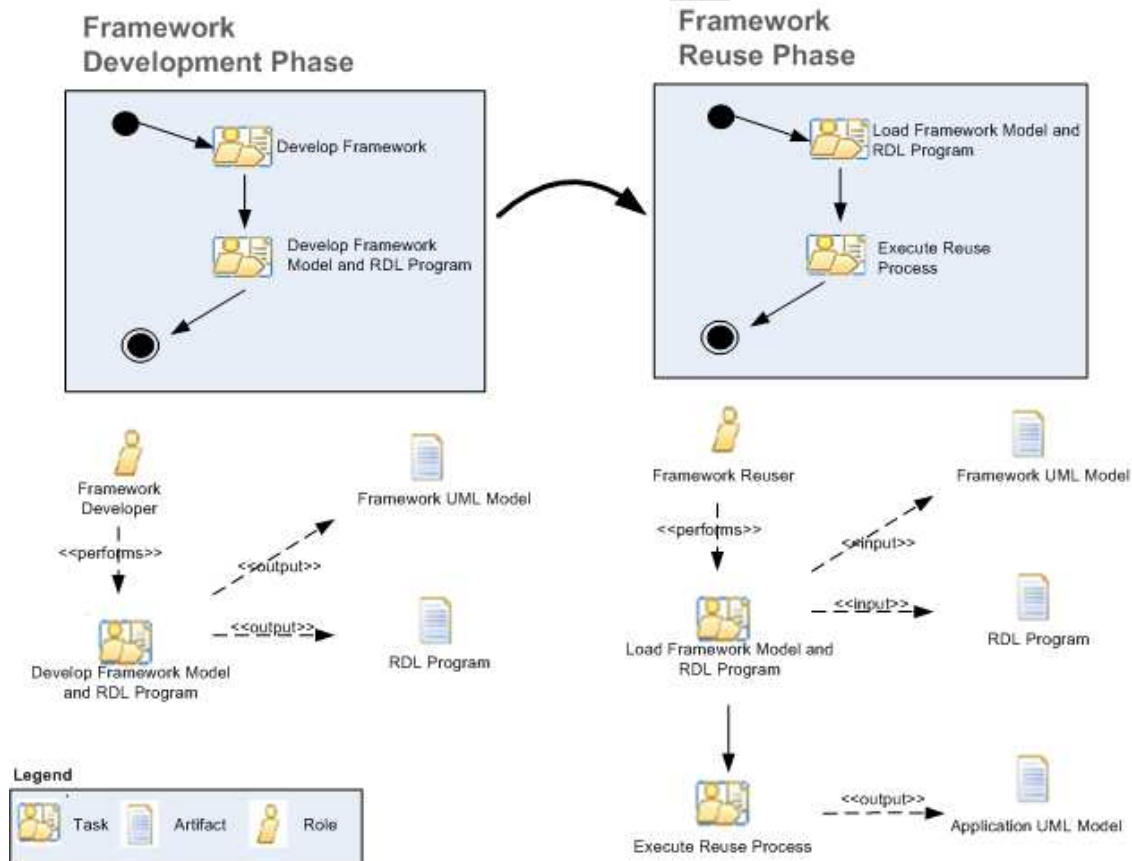 Framework
Development Phase
Develop Framework
Develop Framework
Model and RDL Program
Framework
Reuse Phase
Load Framework Model and
RDL Program
Execute Reuse
Process
Framework
Developer
<<performs>>
Framework UML Model
<<output>>
<<output>>
RDL Program
Develop Framework Model
and RDL Program
Framework Reuser
<<performs>>
Framework UML Model
<<input>>
<<input>>
RDL Program
Load Framework Model and
RDL Program
Execute Reuse Process
<<output>>
Application UML Model
Legend
Task
Artifact
Role